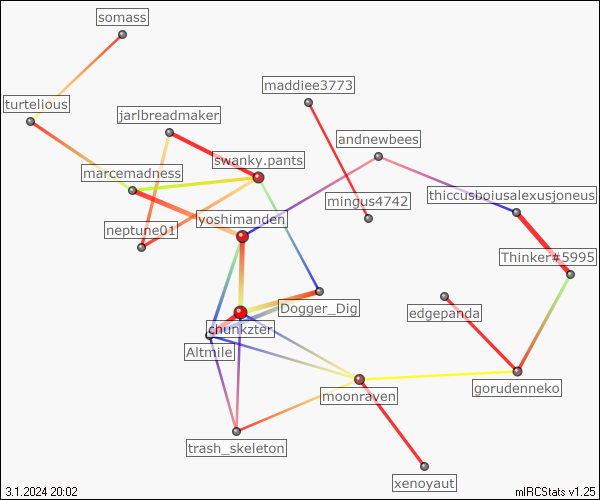 somass
maddiee3773
turtelious
jarlbreadmaker
andnewbees
swanky.pants
marcemadness
thiccusboiusalexusjoneus
mingus4742
yoshimanden
neptune01
Thinker#5995
Dogger_Dig
edgepanda
chunkzter
Altmile
gorudenneko
moonraven
trash_skeleton
xenoyaut
3.1.2024 20:02
mIRCStats v1.25